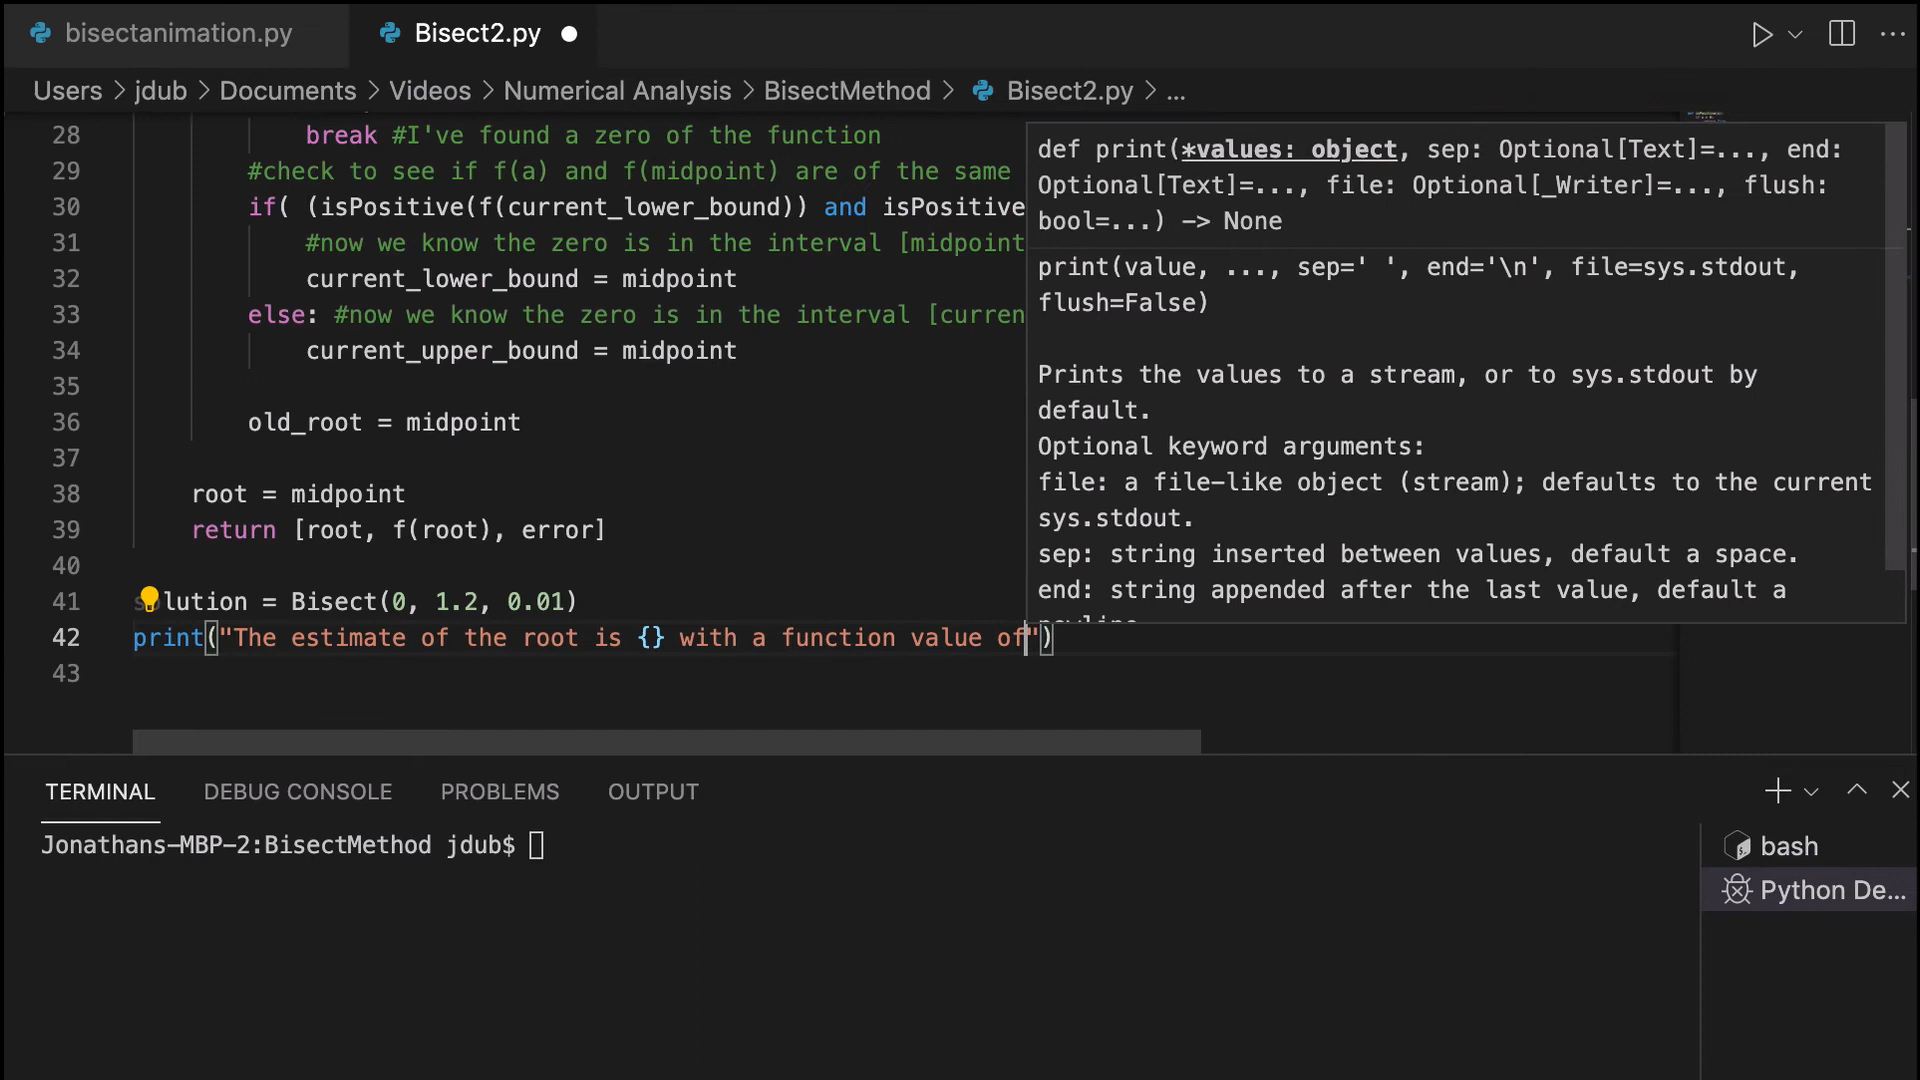 bisectanimation.py
Bisect2.py
Users > jdub > Documents > Videos > Numerical Analysis > BisectMethod > Bisect2.py > ...
28 break #I've found a zero of the function
29 #check to see if f(a) and f(midpoint) are of the same
30 if( (isPositive(f(current_lower_bound)) and isPositive
31 #now we know the zero is in the interval [midpoint
32 current_lower_bound = midpoint
33 else: #now we know the zero is in the interval [curren
34 current_upper_bound = midpoint
35
36 old_root = midpoint
37
38 root = midpoint
39 return [root, f(root), error]
40
41 solution = Bisect(0, 1.2, 0.01)
42 print("The estimate of the root is {} with a function value of")
43
def print(*values: object, sep: Optional[Text]=..., end:
Optional[Text]=..., file: Optional[_Writer]=..., flush:
bool=...) -> None
print(value, ..., sep=' ', end='\n', file=sys.stdout,
flush=False)
Prints the values to a stream, or to sys.stdout by
default.
Optional keyword arguments:
file: a file-like object (stream); defaults to the current
sys.stdout.
sep: string inserted between values, default a space.
end: string appended after the last value, default a
newline
TERMINAL DEBUG CONSOLE PROBLEMS OUTPUT
Jonathans-MBP-2:BisectMethod jdub$
bash
Python De...